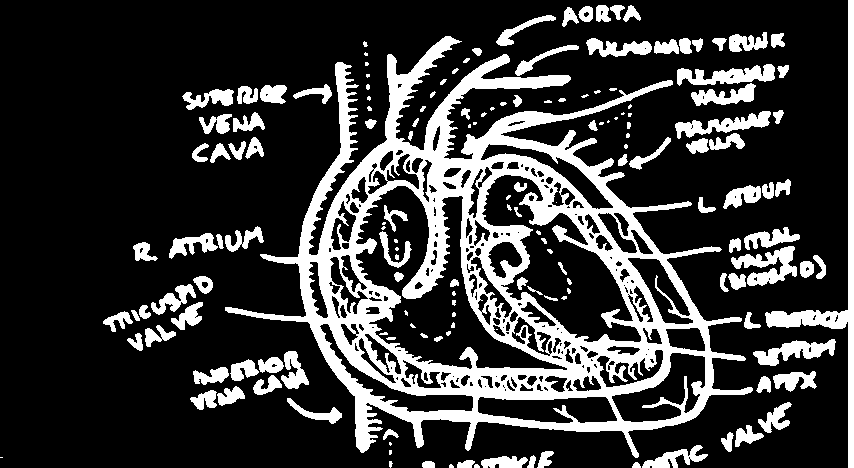 AORTA
PULMONARY TRUNK
PULMONARY
VALVE
SUPERIOR
VENA
CAVA
PULMONARY
VEINS
L ATRIUM
R. ATRIUM
MITRAL
VALVE
(BICUSPID)
TRICUSPID
VALVE
L VENTRICLE
SEPTUM
INFERIOR
VENA CAVA
APEX
R VENTRICLE
AORTIC VALVE